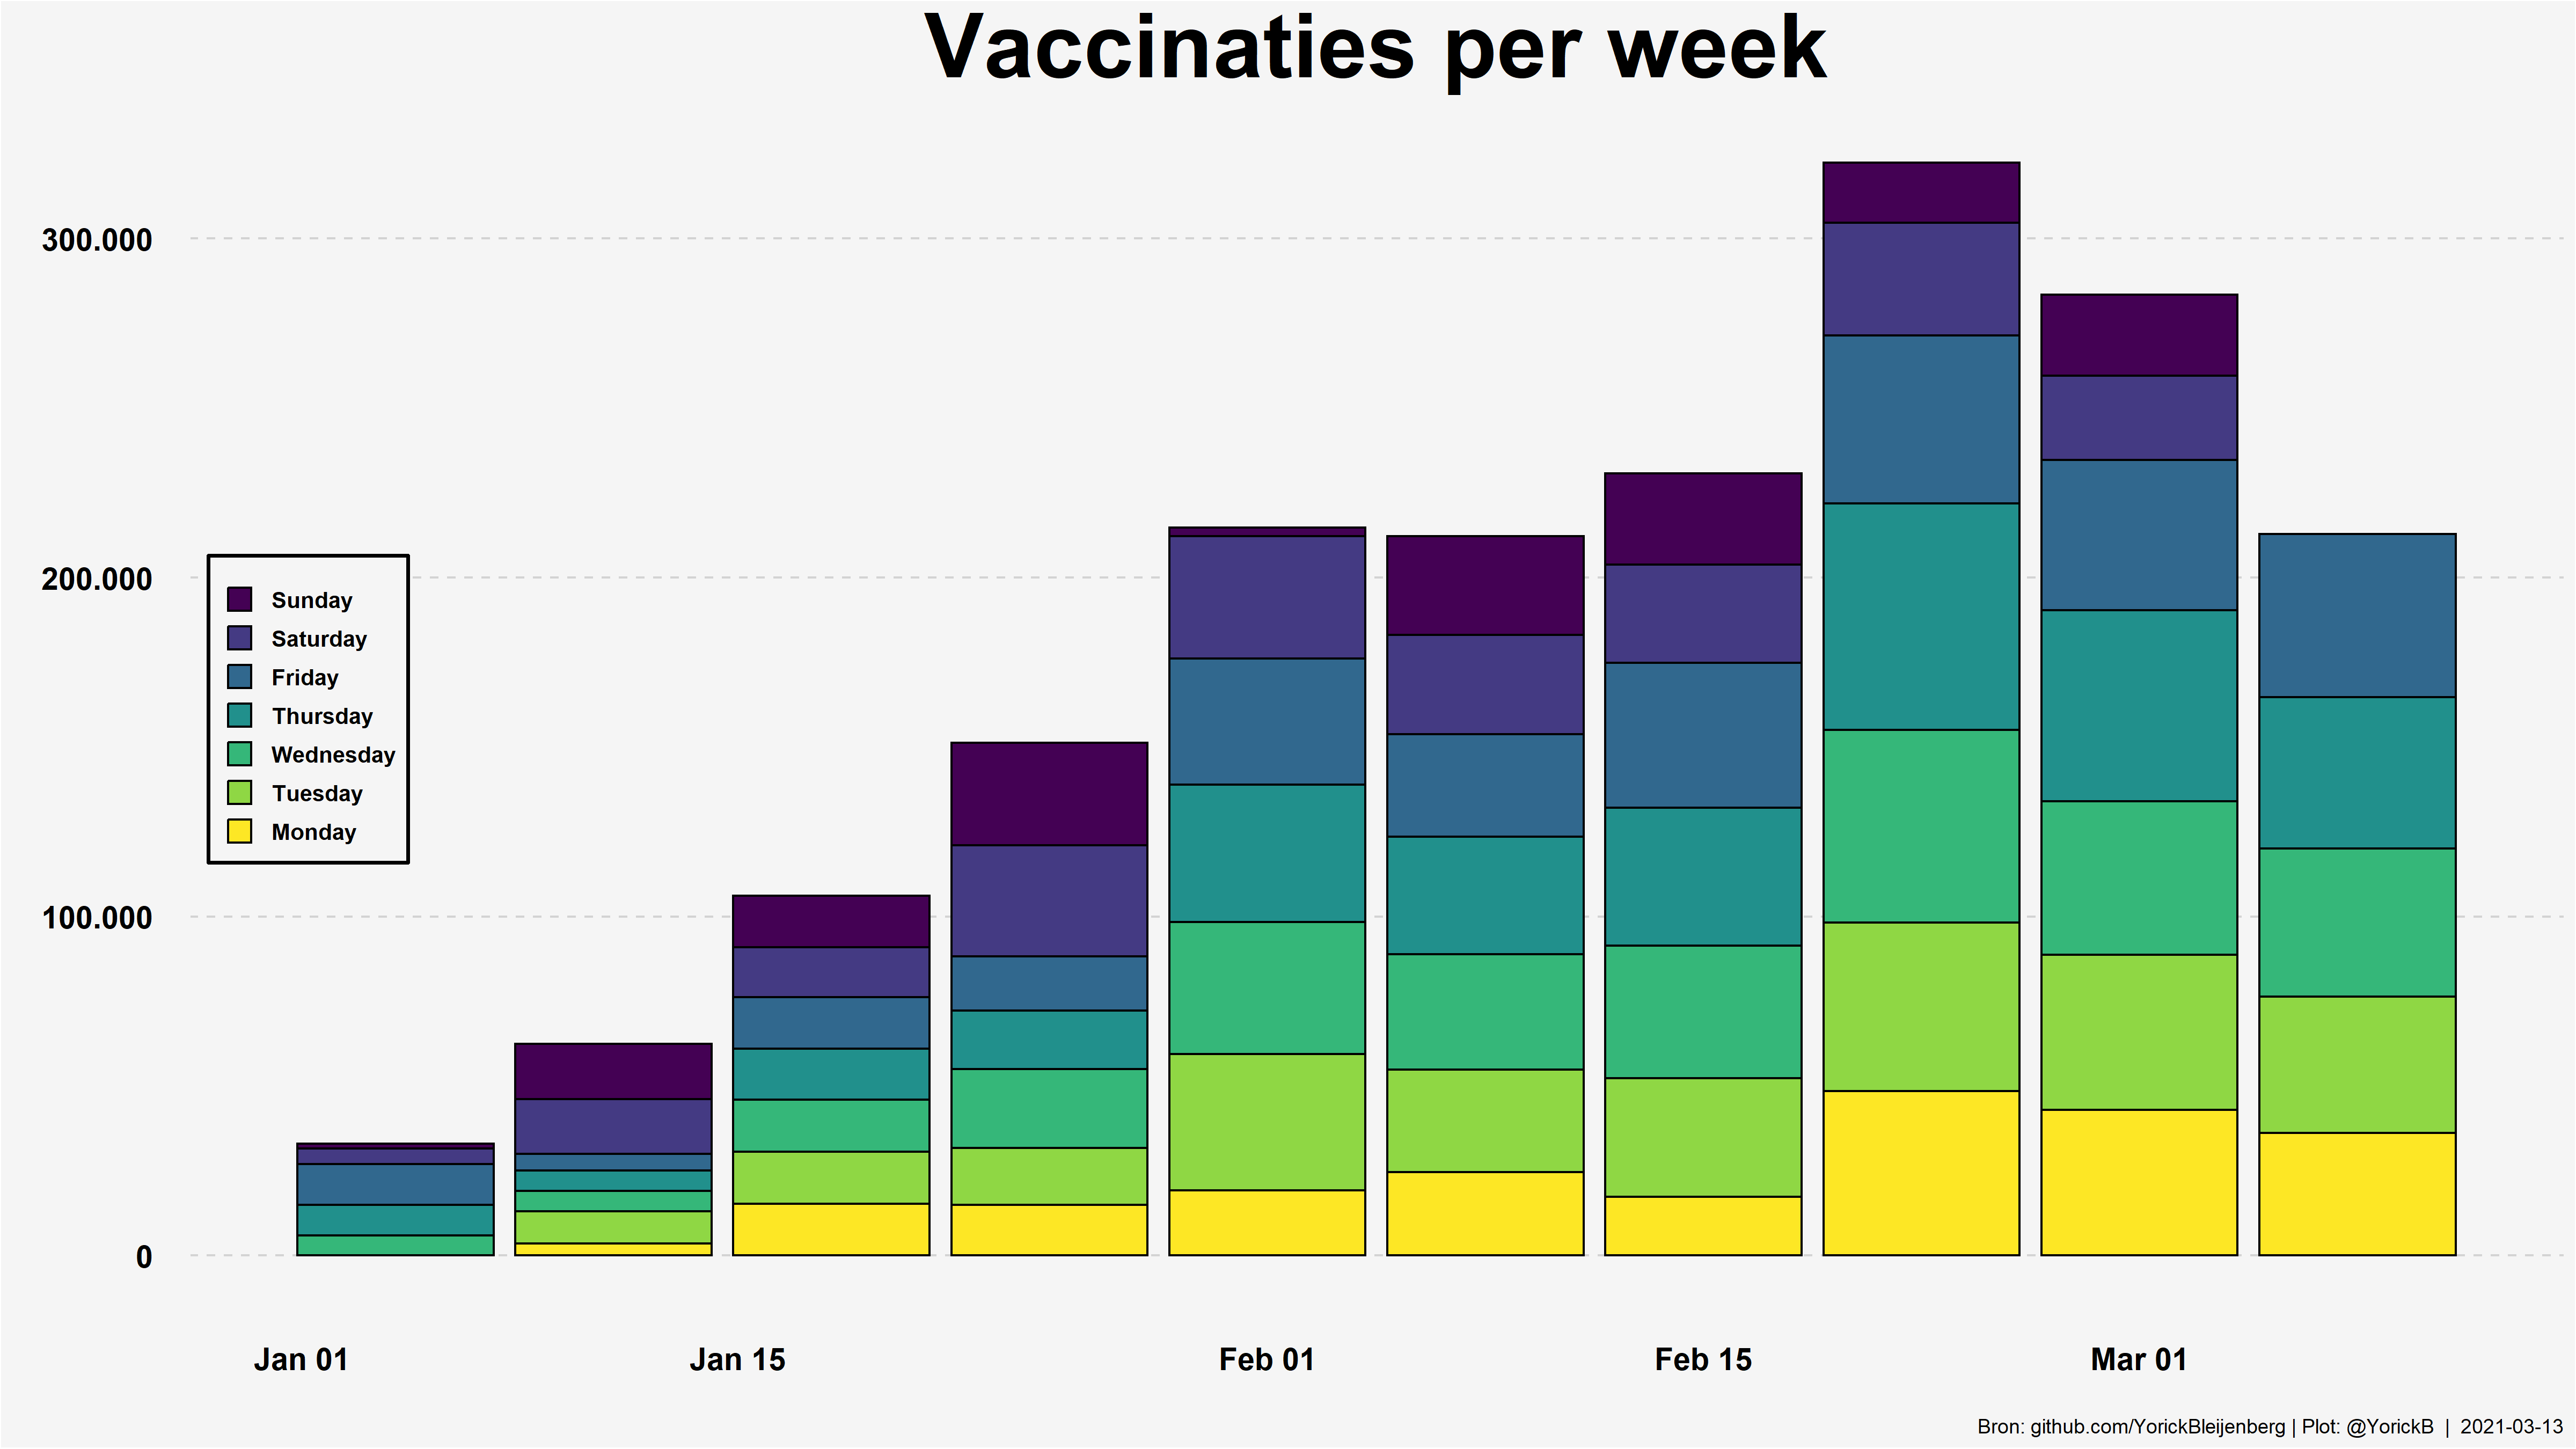 Vaccinaties per week
300.000
200.000
100.000
0
Sunday
Saturday
Friday
Thursday
Wednesday
Tuesday
Monday
Jan 01 Jan 15 Feb 01 Feb 15 Mar 01
Bron: github.com/YorickBleijenberg | Plot: @YorickB | 2021-03-13